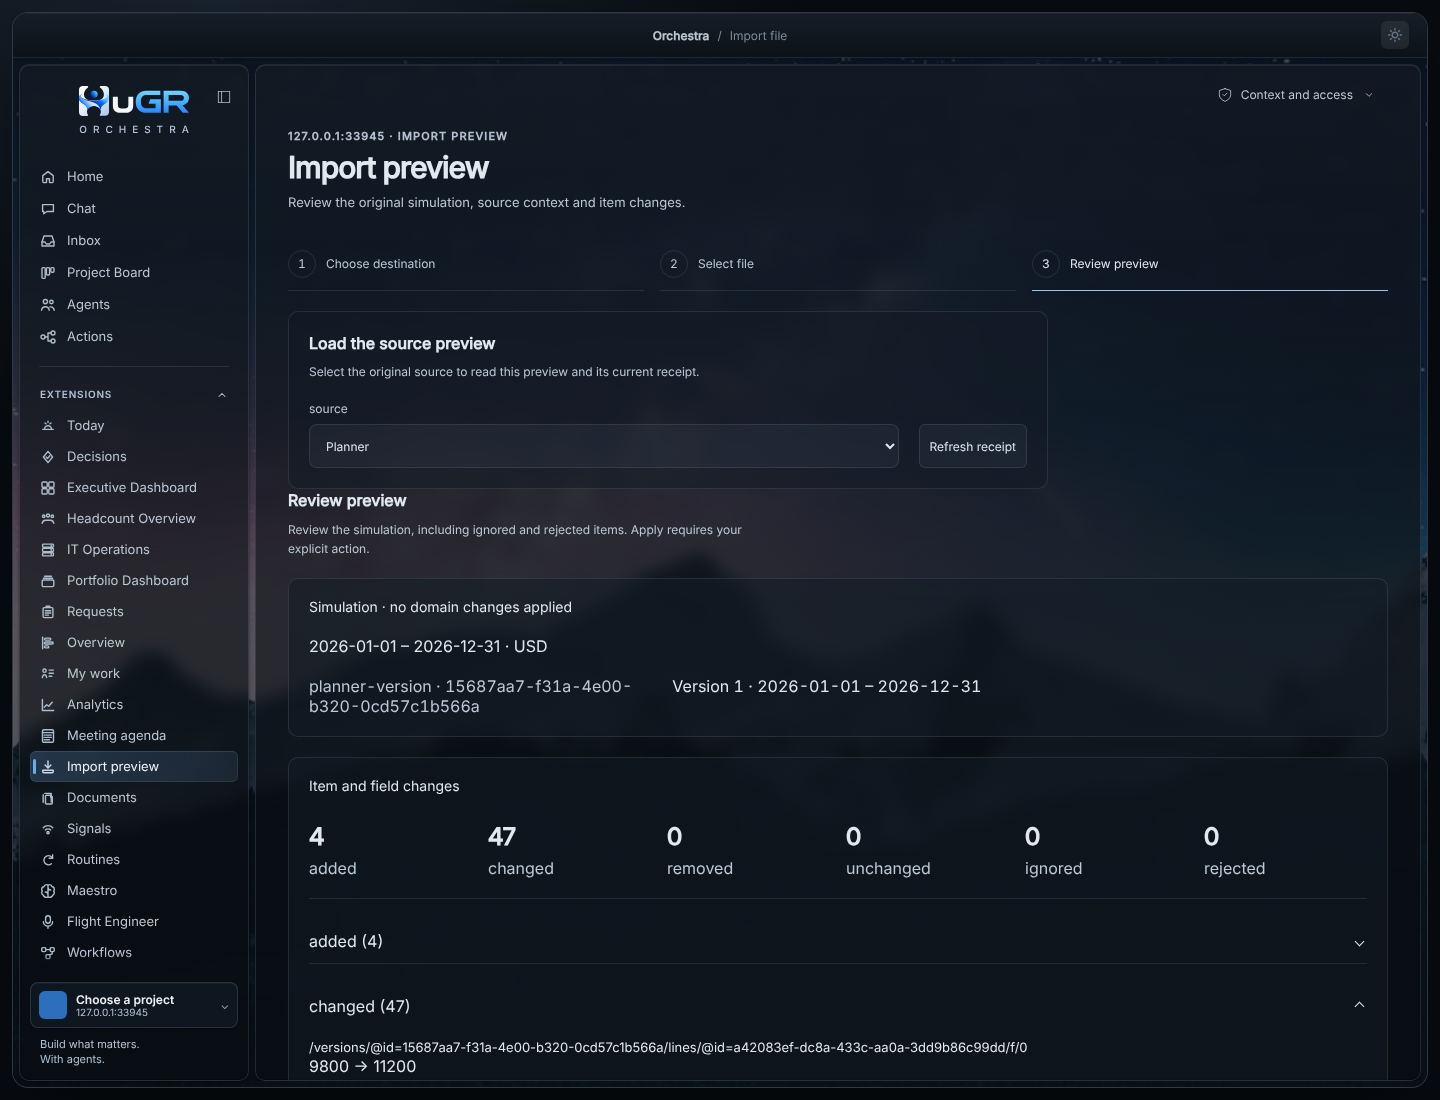 Orchestra / Import file
HuGR
ORCHESTRA
Home
Chat
Inbox
Project Board
Agents
Actions
EXTENSIONS
Today
Decisions
Executive Dashboard
Headcount Overview
IT Operations
Portfolio Dashboard
Requests
Overview
My work
Analytics
Meeting agenda
Import preview
Documents
Signals
Routines
Maestro
Flight Engineer
Workflows
Choose a project
127.0.0.1:33945
Build what matters.
With agents.
Context and access
127.0.0.1:33945 · IMPORT PREVIEW
Import preview
Review the original simulation, source context and item changes.
1 Choose destination
2 Select file
3 Review preview
Load the source preview
Select the original source to read this preview and its current receipt.
source
Planner
Refresh receipt
Review preview
Review the simulation, including ignored and rejected items. Apply requires your
explicit action.
Simulation · no domain changes applied
2026-01-01 – 2026-12-31 · USD
planner-version · 15687aa7-f31a-4e00-
b320-0cd57c1b566a
Version 1 · 2026-01-01 – 2026-12-31
Item and field changes
4 added
47 changed
0 removed
0 unchanged
0 ignored
0 rejected
added (4)
changed (47)
/versions/@id=15687aa7-f31a-4e00-b320-0cd57c1b566a/lines/@id=a42083ef-dc8a-433c-aa0a-3dd9b86c99dd/f/0
9800 → 11200